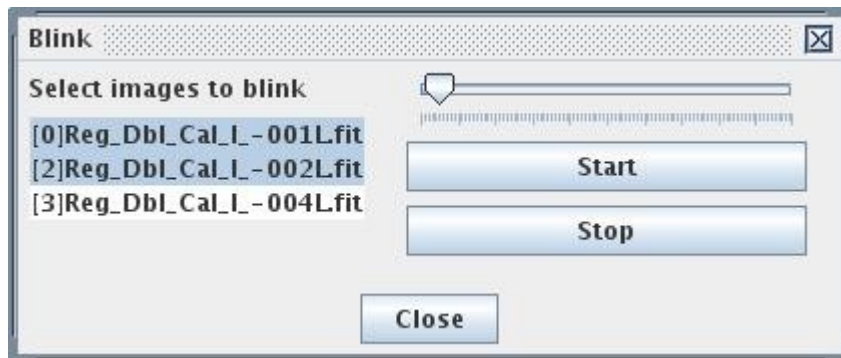 Blink
Select images to blink
[0]Reg_Dbl_Cal_I_-001L.fit
[2]Reg_Dbl_Cal_I_-002L.fit
[3]Reg_Dbl_Cal_I_-004L.fit
Start
Stop
Close